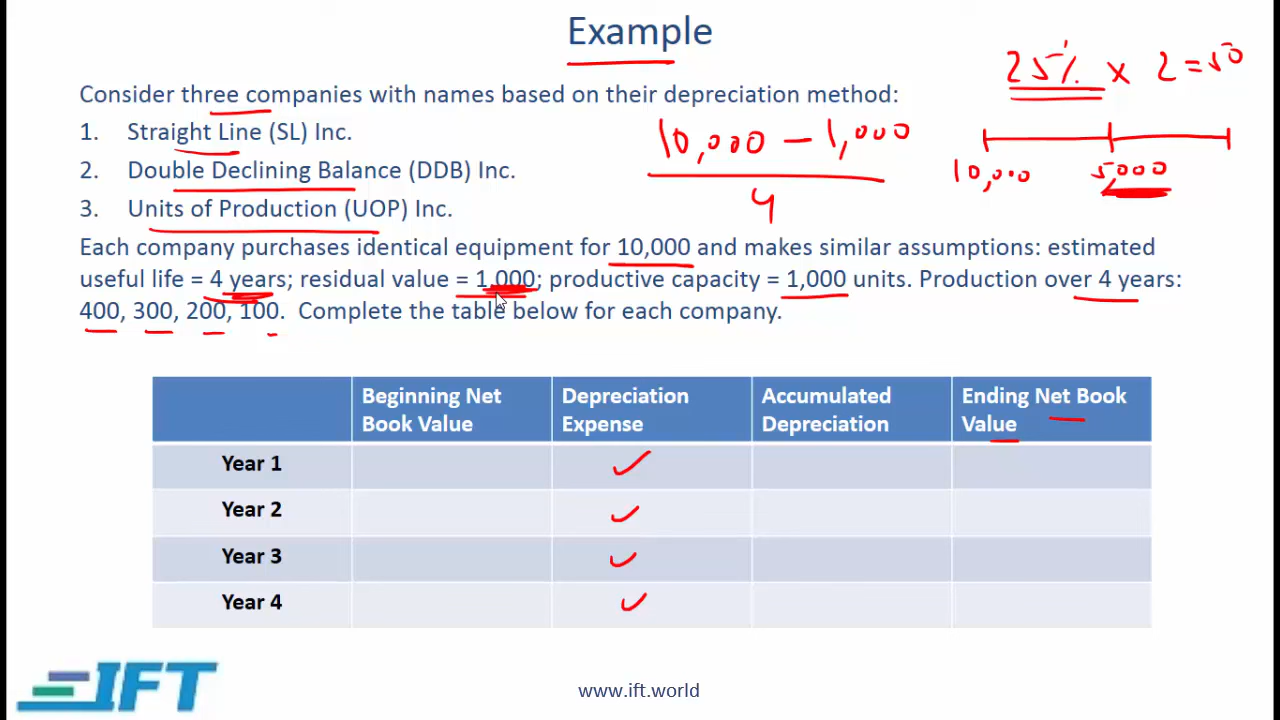 Example
25% x 2 = 50
Consider three companies with names based on their depreciation method:
1. Straight Line (SL) Inc.
10,000 – 1,000
4
10,000 5,000
2. Double Declining Balance (DDB) Inc.
3. Units of Production (UOP) Inc.
Each company purchases identical equipment for 10,000 and makes similar assumptions: estimated
useful life = 4 years; residual value = 1,000; productive capacity = 1,000 units. Production over 4 years:
400, 300, 200, 100. Complete the table below for each company.
Beginning Net Book Value Depreciation Expense Accumulated Depreciation Ending Net Book Value
Year 1
Year 2
Year 3
Year 4
IFT
www.ift.world